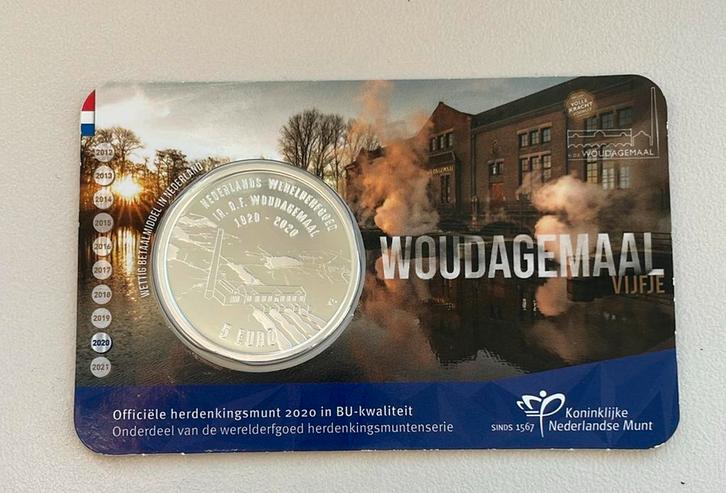 2012
2013
2014
2015
2016
2017
2018
2019
2020
2021
WETTIG BETAALMIDDEL IN NEDERLAND
NEDERLANDS WERELDERFGOED
IR. D.F. WOUDAGEMAAL
1920 - 2020
5 EURO
VOLLE
KRACHT
WOUDAGEMAAL
WOUDAGEMAAL
VIJFJE
Officiële herdenkingsmunt 2020 in BU-kwaliteit
Onderdeel van de werelderfgoed herdenkingsmuntenserie
SINDS 1567
Koninklijke
Nederlandse Munt